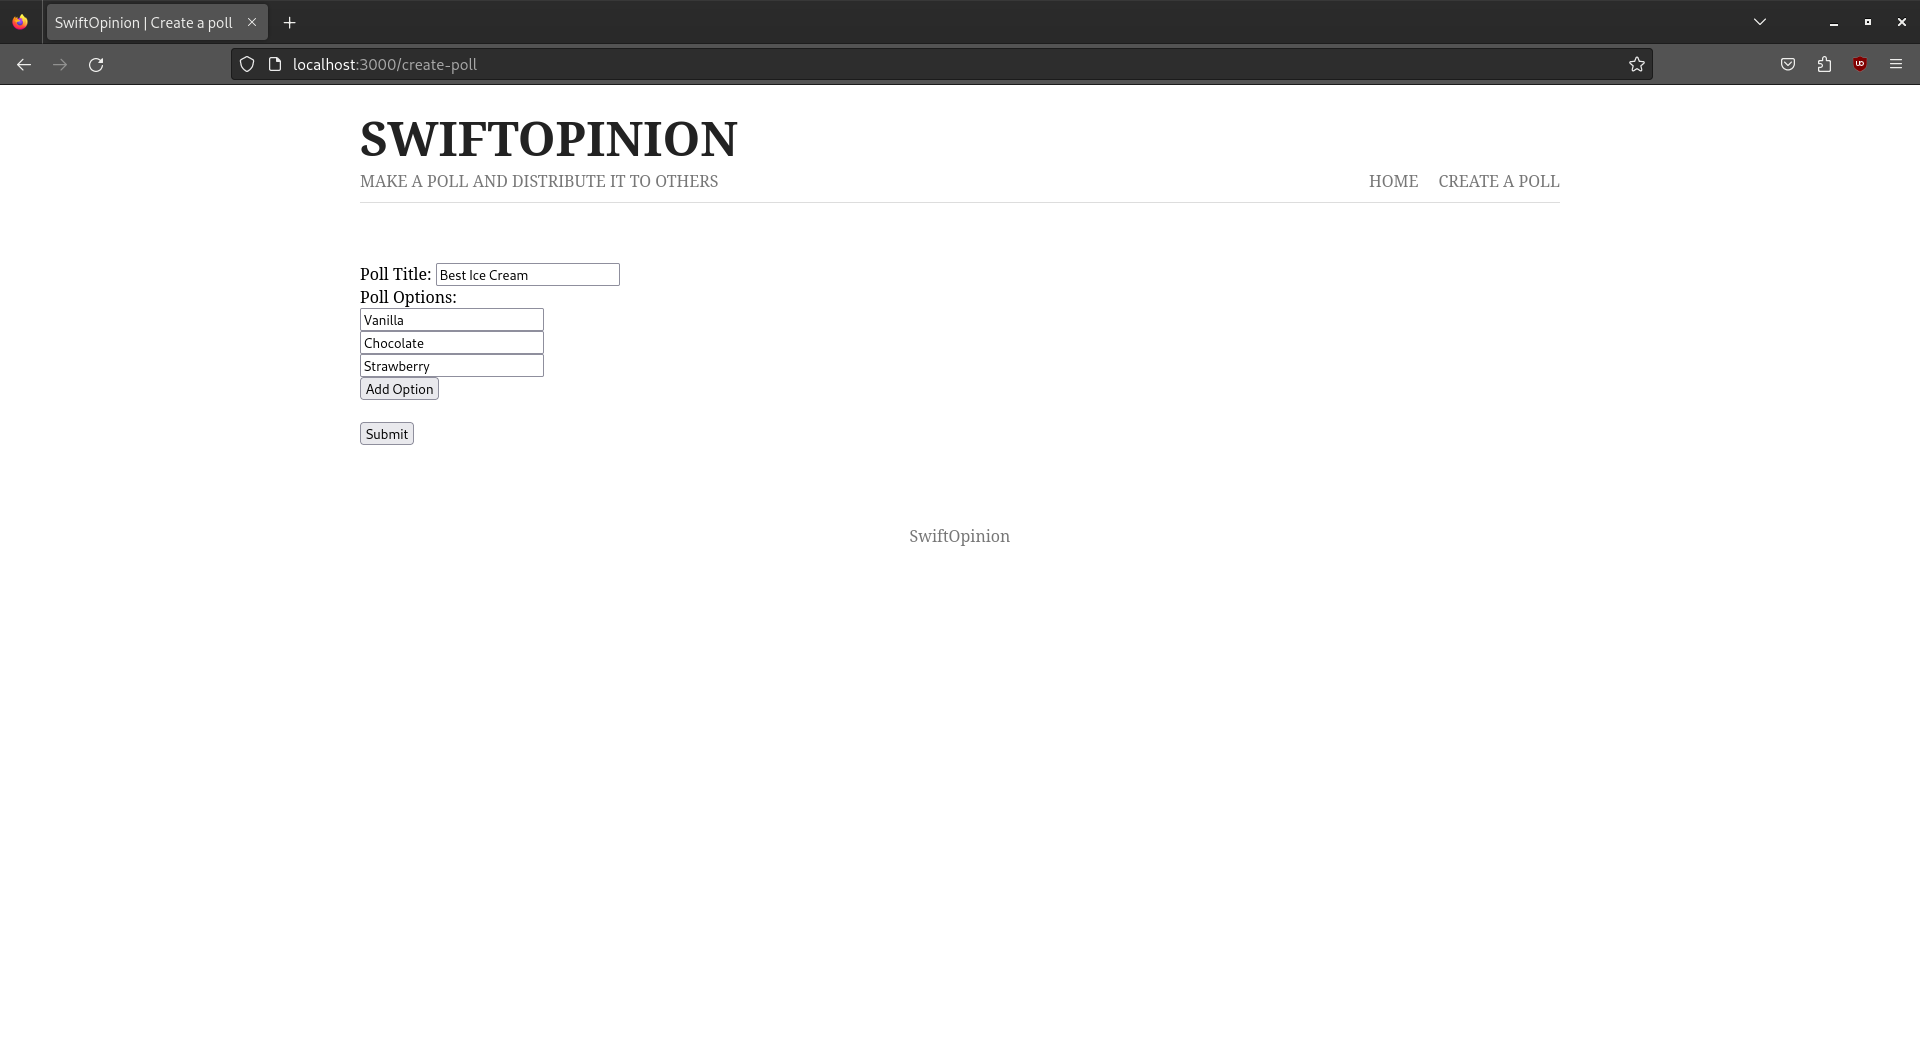 SwiftOpinion | Create a poll
localhost:3000/create-poll
SWIFTOPINION
MAKE A POLL AND DISTRIBUTE IT TO OTHERS
HOME CREATE A POLL
Poll Title: Best Ice Cream
Poll Options:
Vanilla
Chocolate
Strawberry
Add Option
Submit
SwiftOpinion